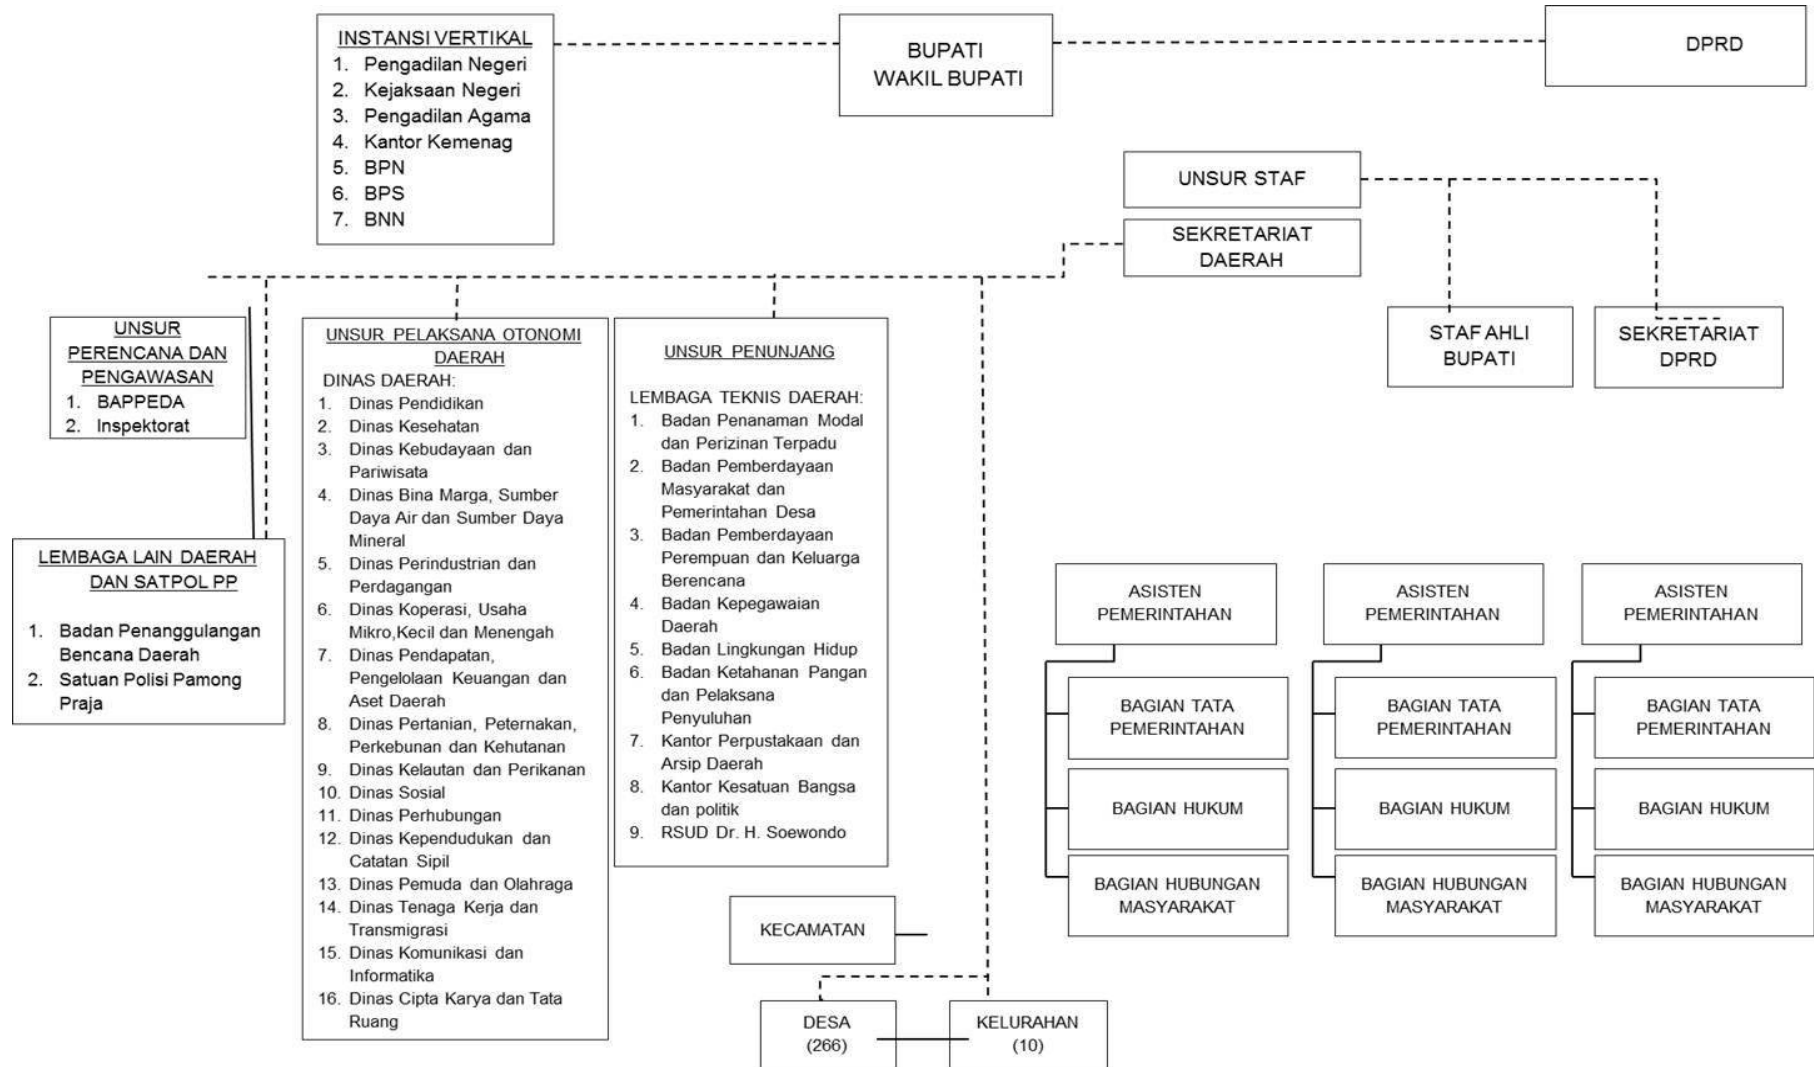 INSTANSI VERTIKAL
1. Pengadilan Negeri
2. Kejaksaan Negeri
3. Pengadilan Agama
4. Kantor Kemenag
5. BPN
6. BPS
7. BNN
BUPATI
WAKIL BUPATI
DPRD
UNSUR STAF
SEKRETARIAT
DAERAH
STAF AHLI
BUPATI
SEKRETARIAT
DPRD
UNSUR
PERENCANA DAN
PENGAWASAN
1. BAPPEDA
2. Inspektorat
LEMBAGA LAIN DAERAH
DAN SATPOL PP
1. Badan Penanggulangan
Bencana Daerah
2. Satuan Polisi Pamong
Praja
UNSUR PELAKSANA OTONOMI
DAERAH
DINAS DAERAH:
1. Dinas Pendidikan
2. Dinas Kesehatan
3. Dinas Kebudayaan dan
Pariwisata
4. Dinas Bina Marga, Sumber
Daya Air dan Sumber Daya
Mineral
5. Dinas Perindustrian dan
Perdagangan
6. Dinas Koperasi, Usaha
Mikro,Kecil dan Menengah
7. Dinas Pendapatan,
Pengelolaan Keuangan dan
Aset Daerah
8. Dinas Pertanian, Peternakan,
Perkebunan dan Kehutanan
9. Dinas Kelautan dan Perikanan
10. Dinas Sosial
11. Dinas Perhubungan
12. Dinas Kependudukan dan
Catatan Sipil
13. Dinas Pemuda dan Olahraga
14. Dinas Tenaga Kerja dan
Transmigrasi
15. Dinas Komunikasi dan
Informatika
16. Dinas Cipta Karya dan Tata
Ruang
UNSUR PENUNJANG
LEMBAGA TEKNIS DAERAH:
1. Badan Penanaman Modal
dan Perizinan Terpadu
2. Badan Pemberdayaan
Masyarakat dan
Pemerintahan Desa
3. Badan Pemberdayaan
Perempuan dan Keluarga
Berencana
4. Badan Kepegawaian
Daerah
5. Badan Lingkungan Hidup
6. Badan Ketahanan Pangan
dan Pelaksana
Penyuluhan
7. Kantor Perpustakaan dan
Arsip Daerah
8. Kantor Kesatuan Bangsa
dan politik
9. RSUD Dr. H. Soewondo
KECAMATAN
DESA
(266)
KELURAHAN
(10)
ASISTEN
PEMERINTAHAN
BAGIAN TATA
PEMERINTAHAN
BAGIAN HUKUM
BAGIAN HUBUNGAN
MASYARAKAT
ASISTEN
PEMERINTAHAN
BAGIAN TATA
PEMERINTAHAN
BAGIAN HUKUM
BAGIAN HUBUNGAN
MASYARAKAT
ASISTEN
PEMERINTAHAN
BAGIAN TATA
PEMERINTAHAN
BAGIAN HUKUM
BAGIAN HUBUNGAN
MASYARAKAT